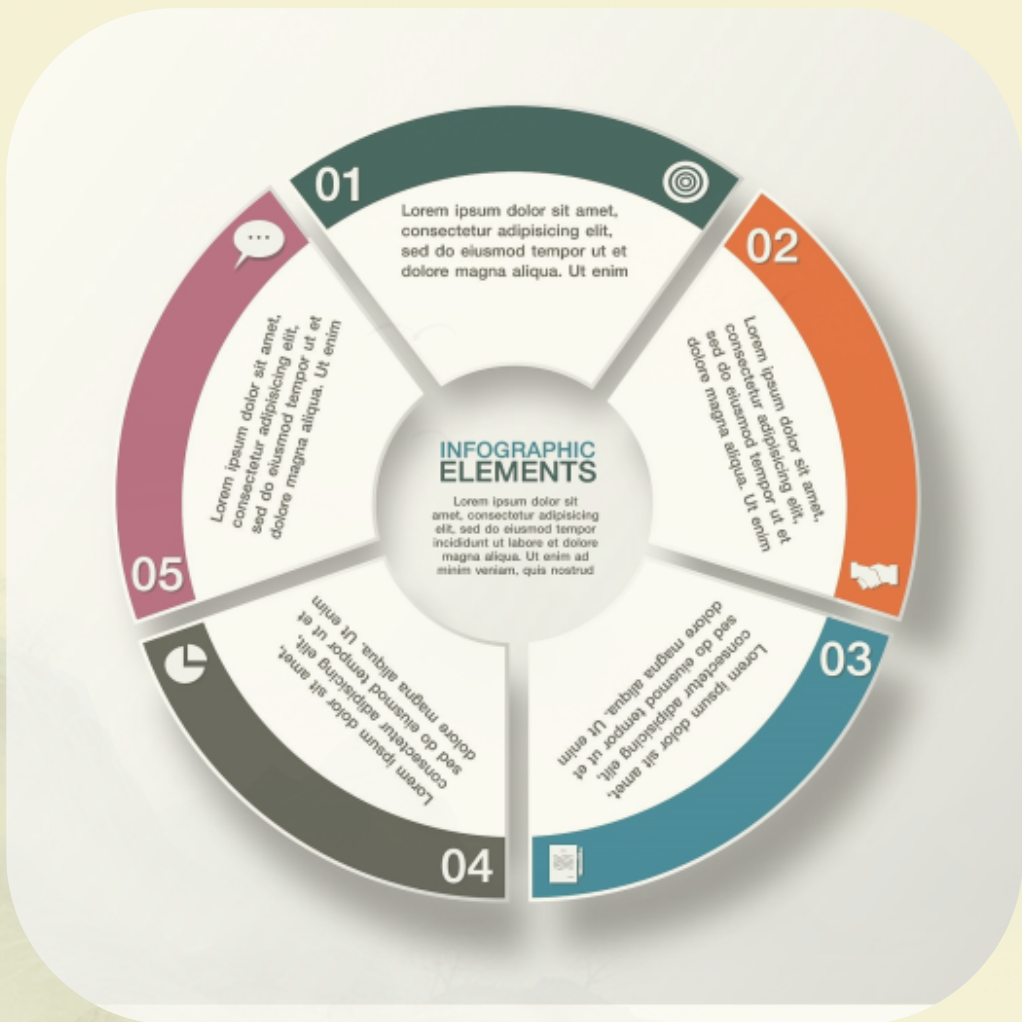 01
Lorem ipsum dolor sit amet,
consectetur adipisicing elit,
sed do eiusmod tempor ut et
dolore magna aliqua. Ut enim
02
Lorem ipsum dolor sit amet,
consectetur adipisicing elit,
sed do eiusmod tempor ut et
dolore magna aliqua. Ut enim
03
Lorem ipsum dolor sit amet,
consectetur adipisicing elit,
sed do eiusmod tempor ut et
dolore magna aliqua. Ut enim
04
Lorem ipsum dolor sit amet,
consectetur adipisicing elit,
sed do eiusmod tempor ut et
dolore magna aliqua. Ut enim
05
Lorem ipsum dolor sit amet,
consectetur adipisicing elit,
sed do eiusmod tempor ut et
dolore magna aliqua. Ut enim
INFOGRAPHIC
ELEMENTS
Lorem ipsum dolor sit
amet, consectetur adipisicing
elit, sed do eiusmod tempor
incididunt ut labore et dolore
magna aliqua. Ut enim ad
minim veniam, quis nostrud